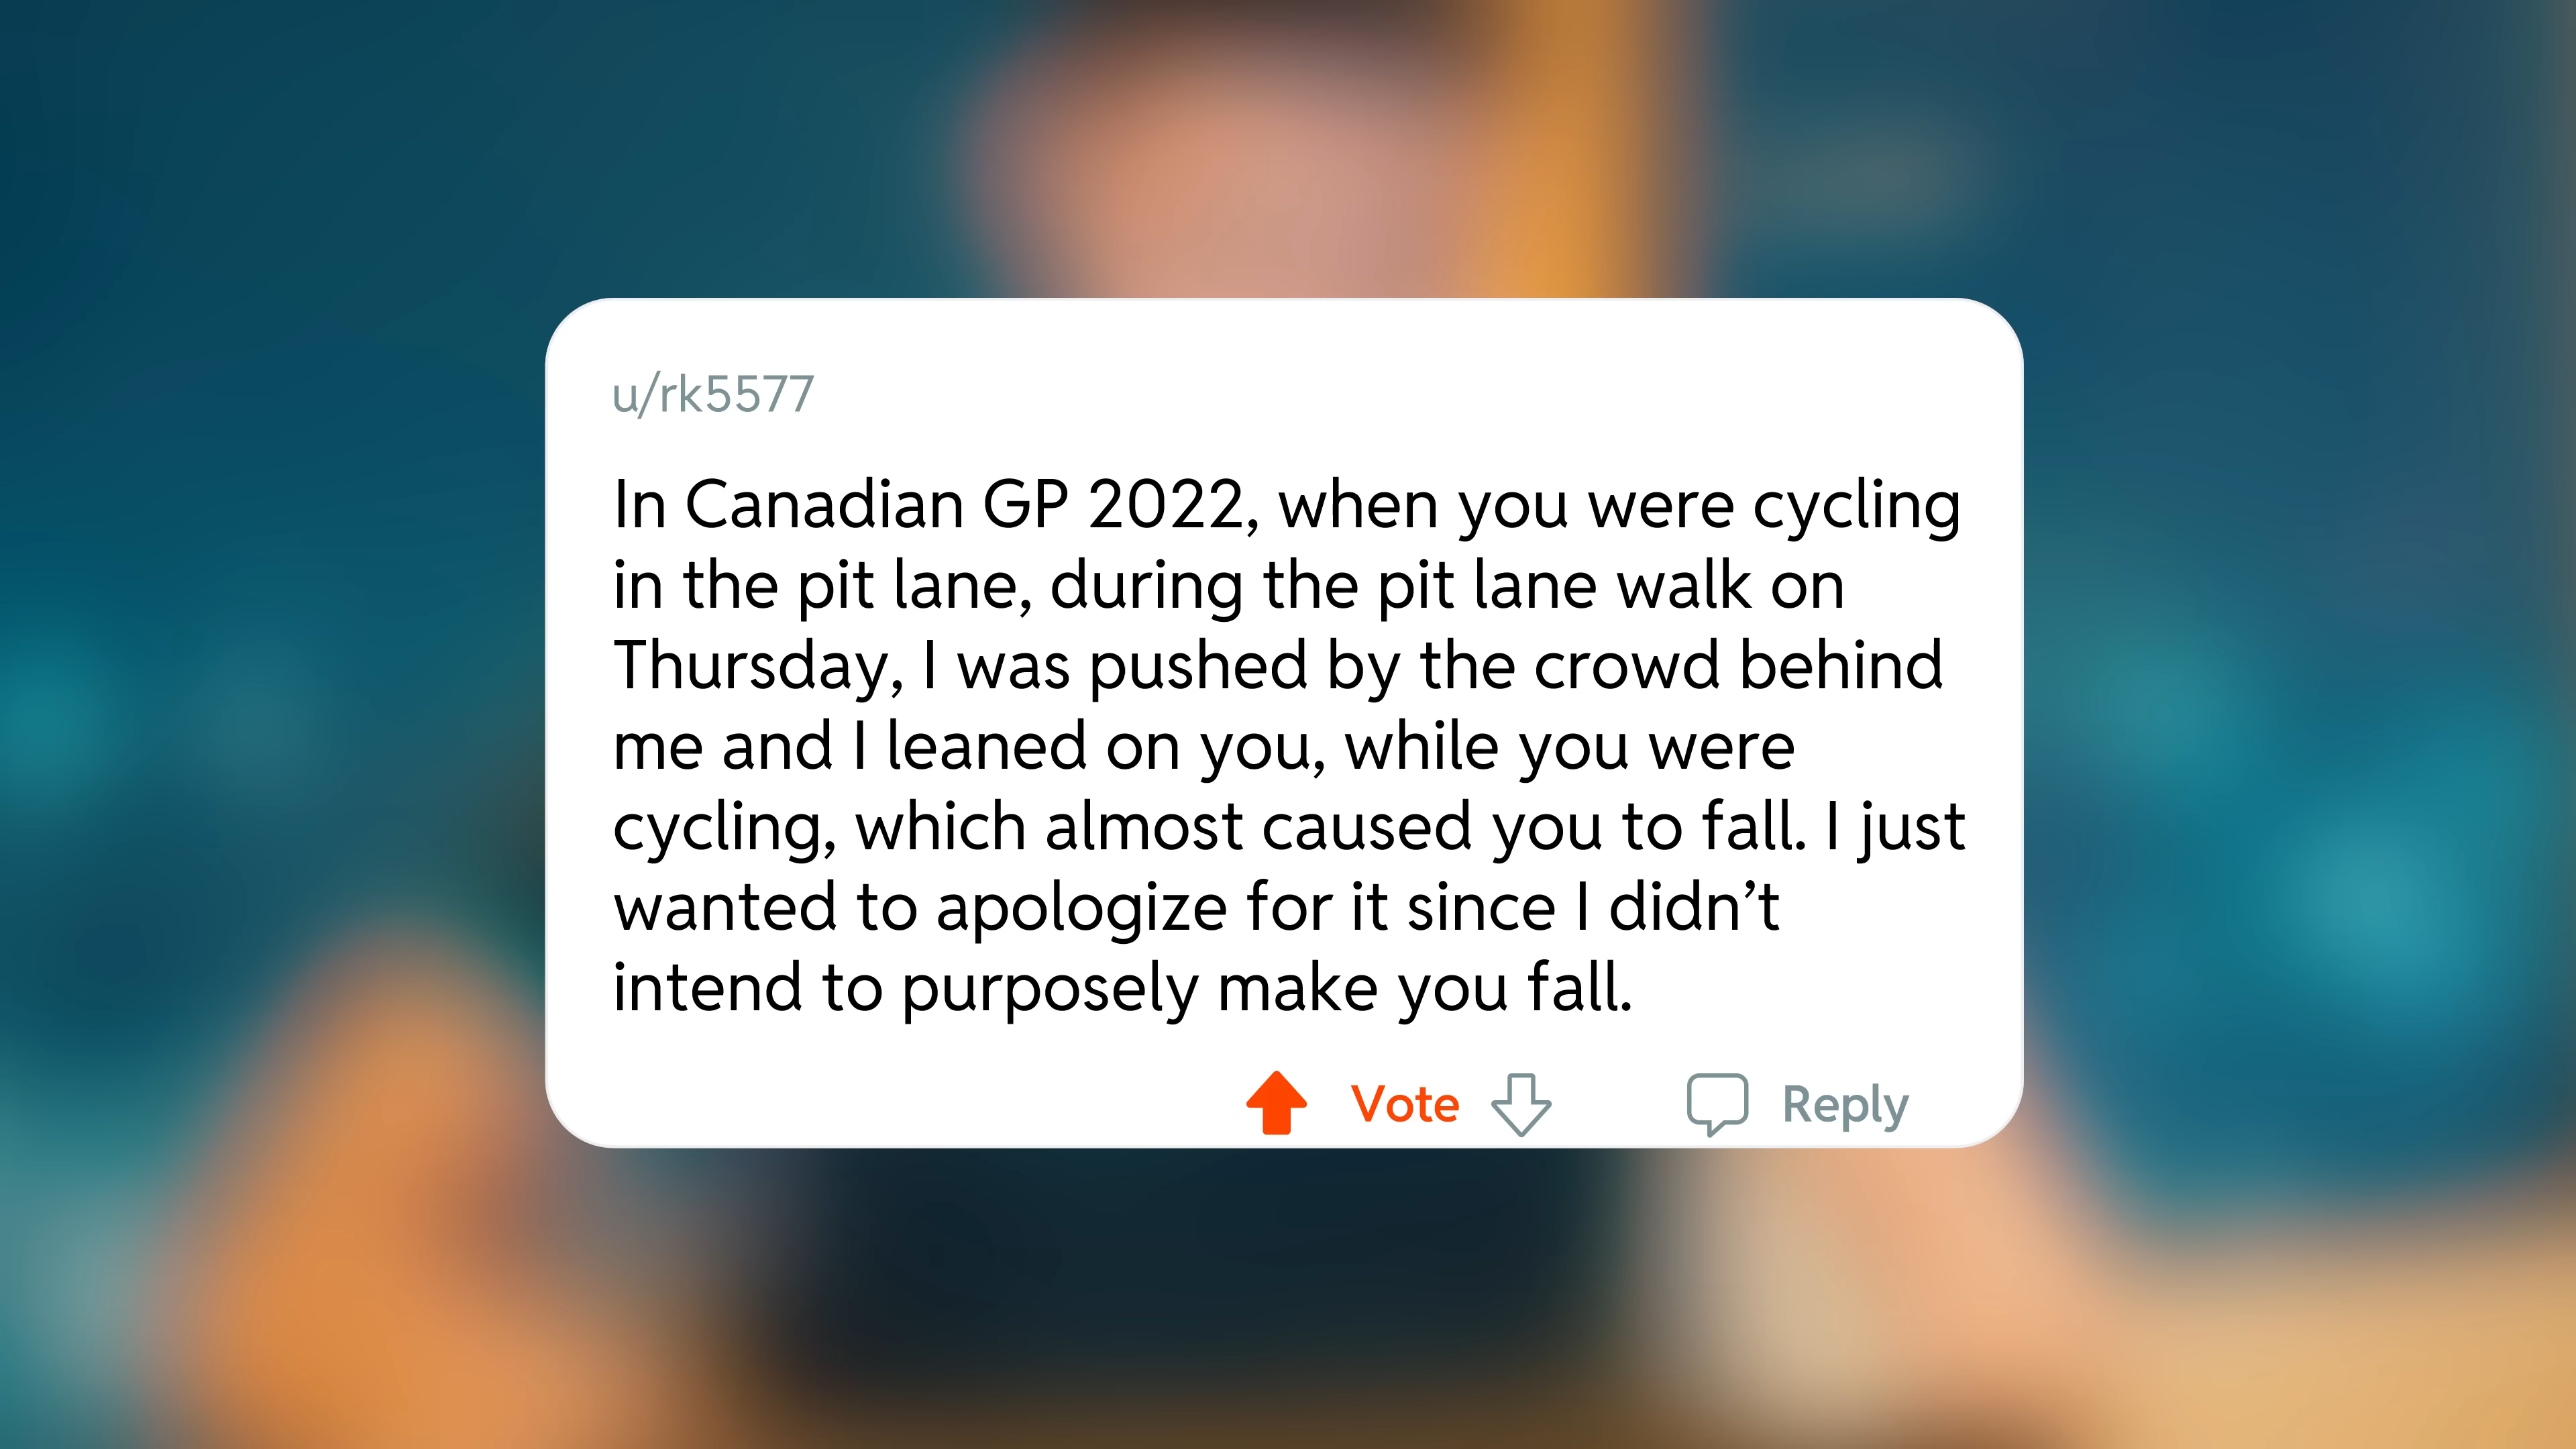 u/rk5577
In Canadian GP 2022, when you were cycling
in the pit lane, during the pit lane walk on
Thursday, I was pushed by the crowd behind
me and I leaned on you, while you were
cycling, which almost caused you to fall. I just
wanted to apologize for it since I didn’t
intend to purposely make you fall.
Vote Reply